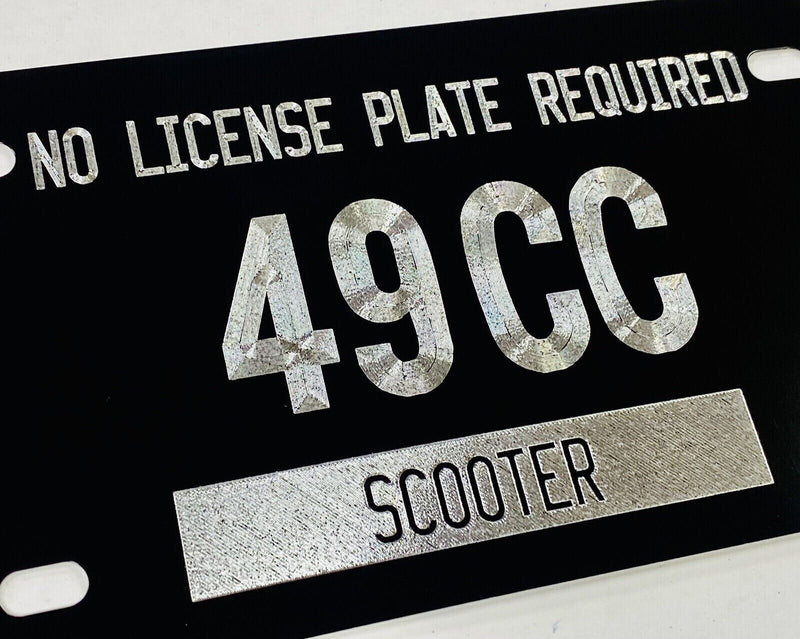 NO LICENSE PLATE REQUIRED
49CC
SCOOTER